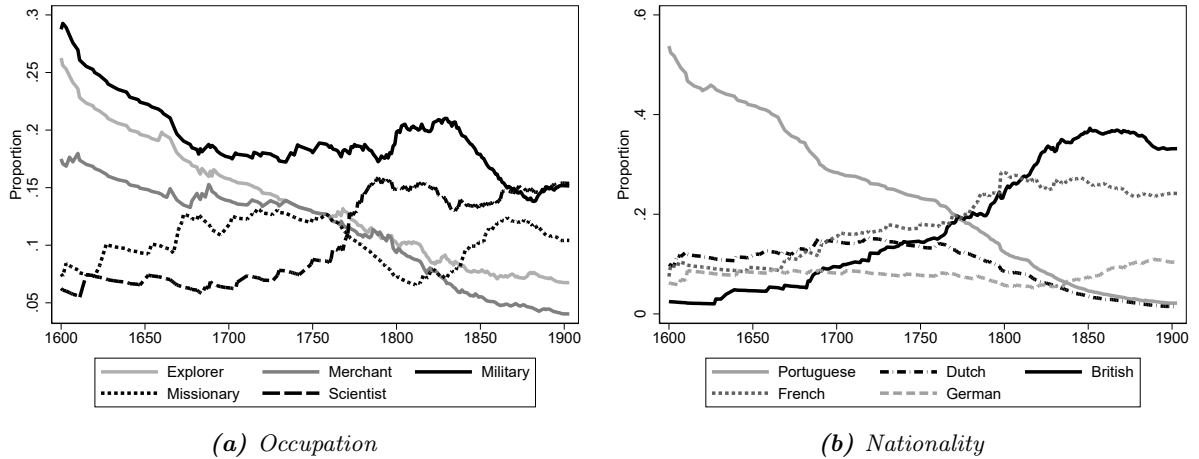 .3
.25
.2
.15
.1
.05
Proportion
1600 1650 1700 1750 1800 1850 1900
Explorer Merchant Military
Missionary Scientist
(a) Occupation
.6
.4
.2
0
Proportion
1600 1650 1700 1750 1800 1850 1900
Portuguese Dutch British
French German
(b) Nationality